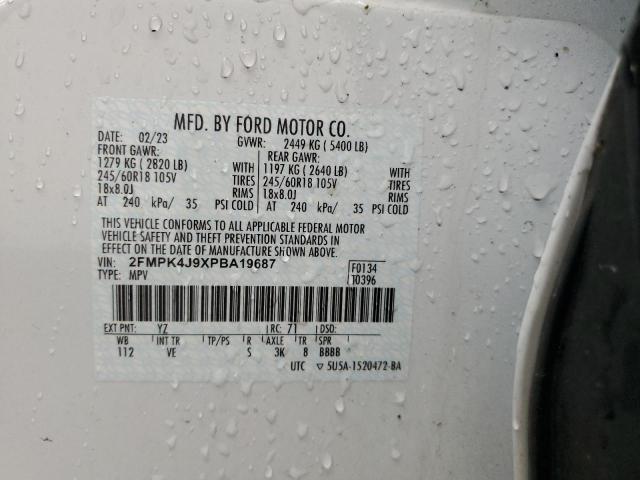 MFD. BY FORD MOTOR CO.
DATE: 02/23 GVWR: 2449 KG ( 5400 LB)
FRONT GAWR: REAR GAWR:
1279 KG ( 2820 LB) WITH 1197 KG ( 2640 LB) WITH
245/60R18 105V TIRES 245/60R18 105V TIRES
18x8.0J RIMS 18x8.0J RIMS
AT 240 kPa/ 35 PSI COLD AT 240 kPa/ 35 PSI COLD
THIS VEHICLE CONFORMS TO ALL APPLICABLE FEDERAL MOTOR
VEHICLE SAFETY AND THEFT PREVENTION STANDARDS IN
EFFECT ON THE DATE OF MANUFACTURE SHOWN ABOVE.
VIN: 2FMPK4J9XPBA19687 F0134
TYPE: MPV T0396
EXT PNT: YZ RC: 71 DSO:
WB INT TR TP/PS R AXLE TR SPR
112 VE S 3K 8 BBBB
UTC ▽ 5U5A-1520472-BA